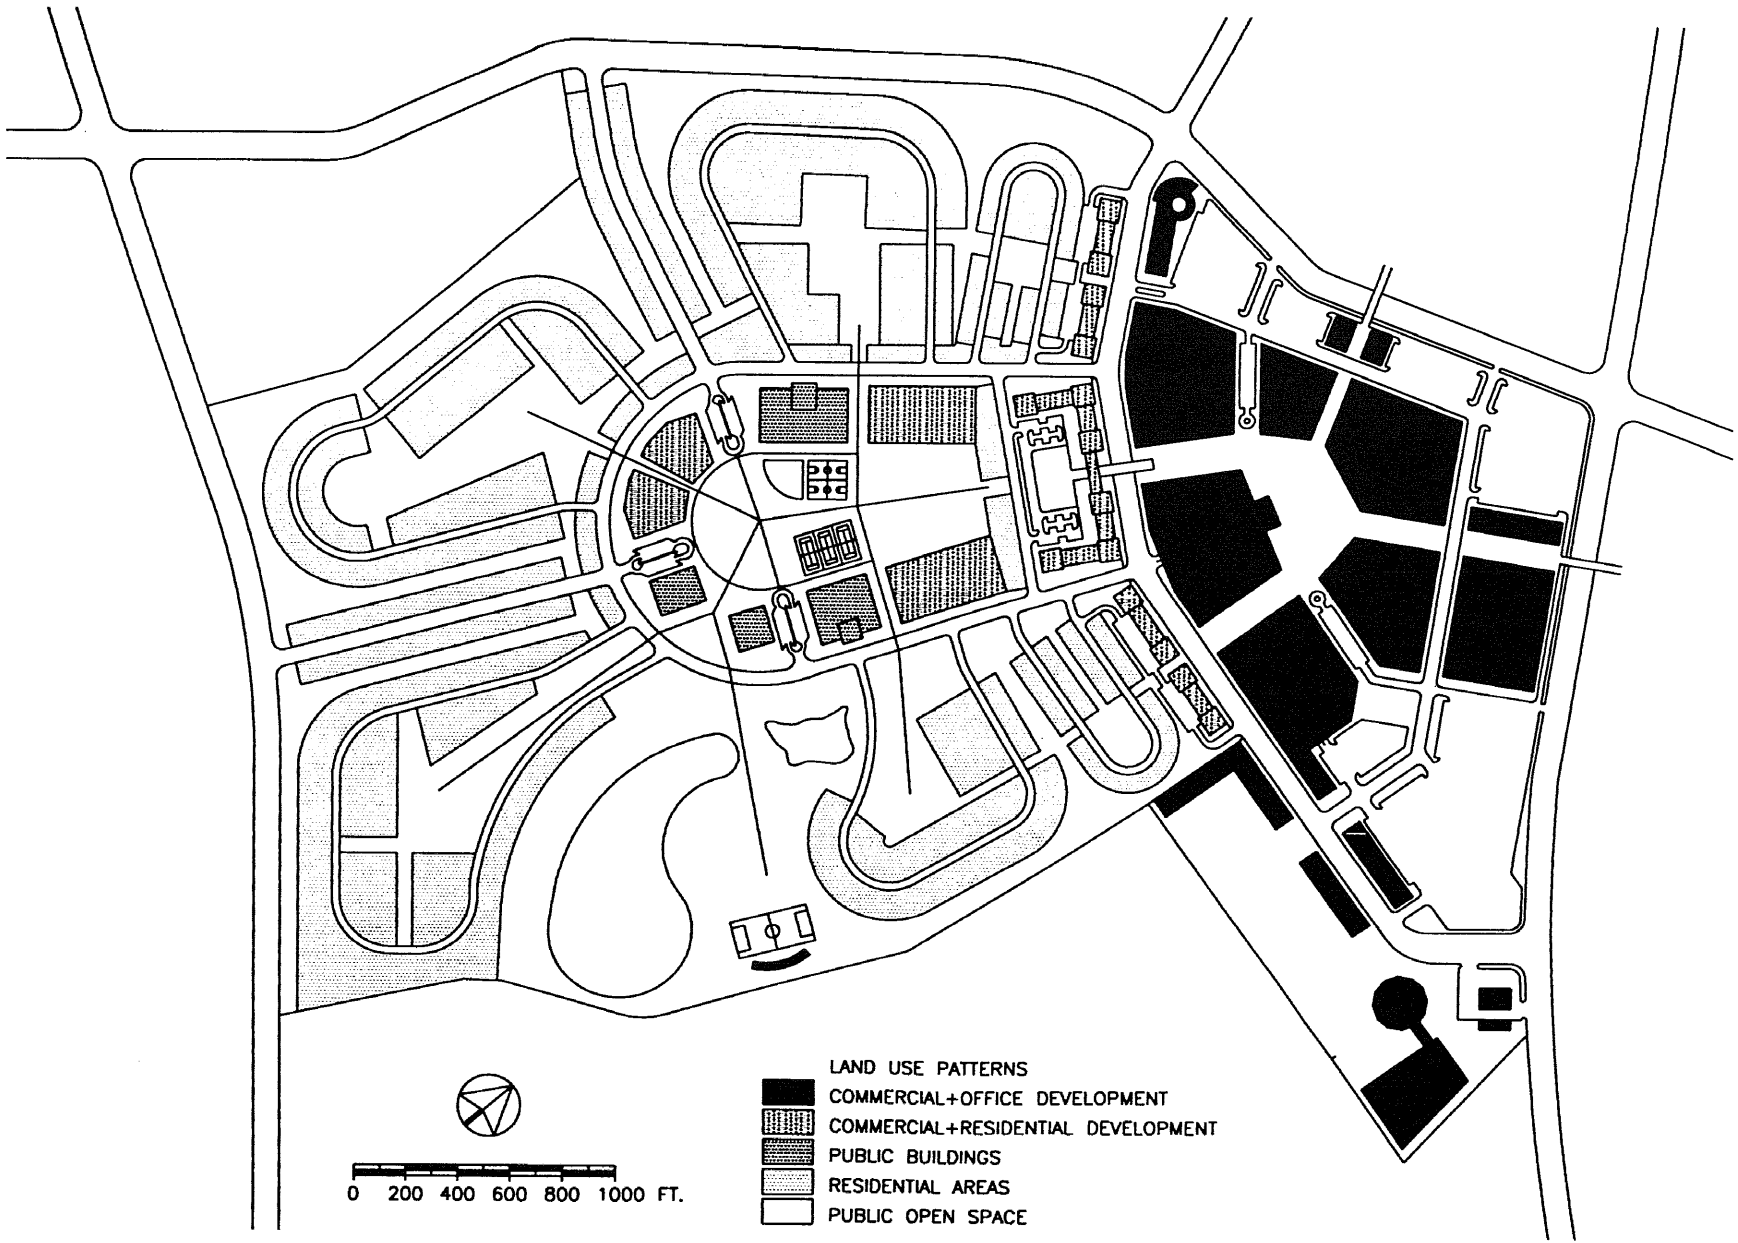 LAND USE PATTERNS
COMMERCIAL+OFFICE DEVELOPMENT
COMMERCIAL+RESIDENTIAL DEVELOPMENT
PUBLIC BUILDINGS
RESIDENTIAL AREAS
PUBLIC OPEN SPACE
0 200 400 600 800 1000 FT.